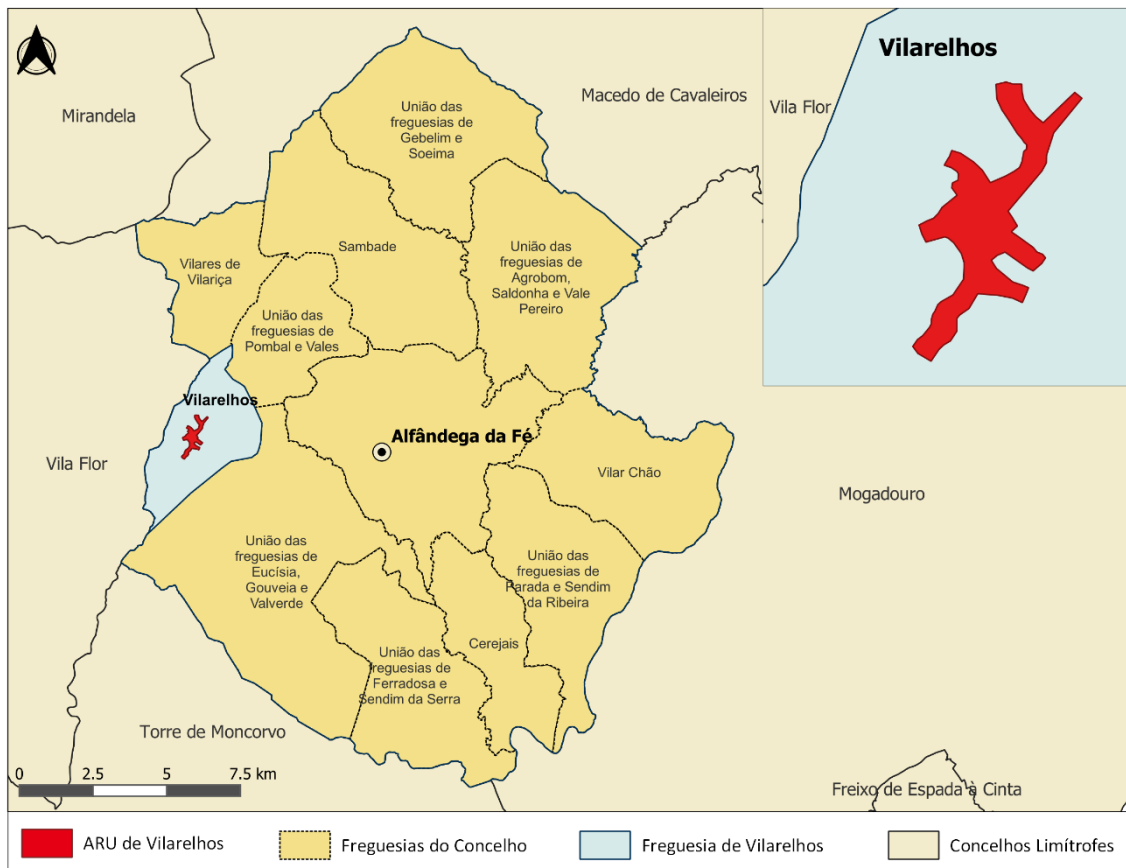 Mirandela
Macedo de Cavaleiros
Vila Flor
Vilarelhos
União das
freguesias de
Gebelim e
Soeima
Sambade
União das
freguesias de
Agrobom,
Saldonha e Vale
Pereiro
Vilares de
Vilariça
União das
freguesias de
Pombal e Vales
Vilarelhos
Alfândega da Fé
Vila Flor
Vilar Chão
Mogadouro
União das
freguesias de
Eucísia,
Gouveia e
Valverde
União das
freguesias de
Parada e Sendim
da Ribeira
Cerejais
União das
freguesias de
Ferradosa e
Sendim da Serra
Torre de Moncorvo
Freixo de Espada à Cinta
0 2.5 5 7.5 km
ARU de Vilarelhos
Freguesias do Concelho
Freguesia de Vilarelhos
Concelhos Limítrofes